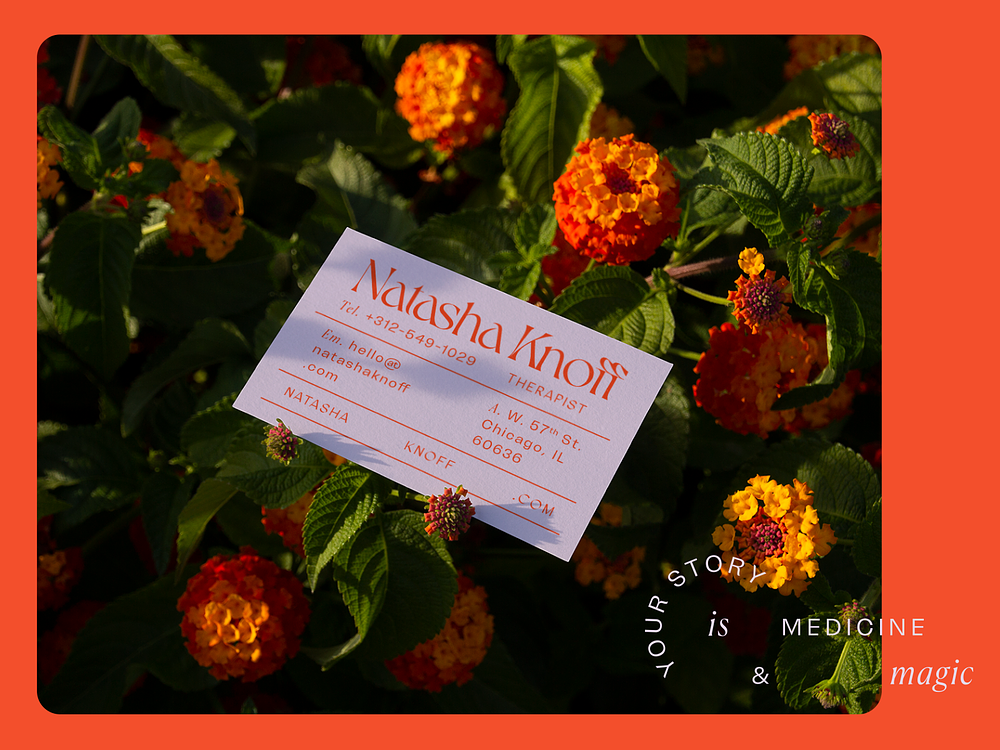 Natasha Knoff
Tel. +312-549-1029
THERAPIST
Em. hello@
natashaknoff
.com
A. W. 57th St.
Chicago, IL
60636
NATASHA
KNOFF
.COM
YOUR STORY
is MEDICINE
& magic